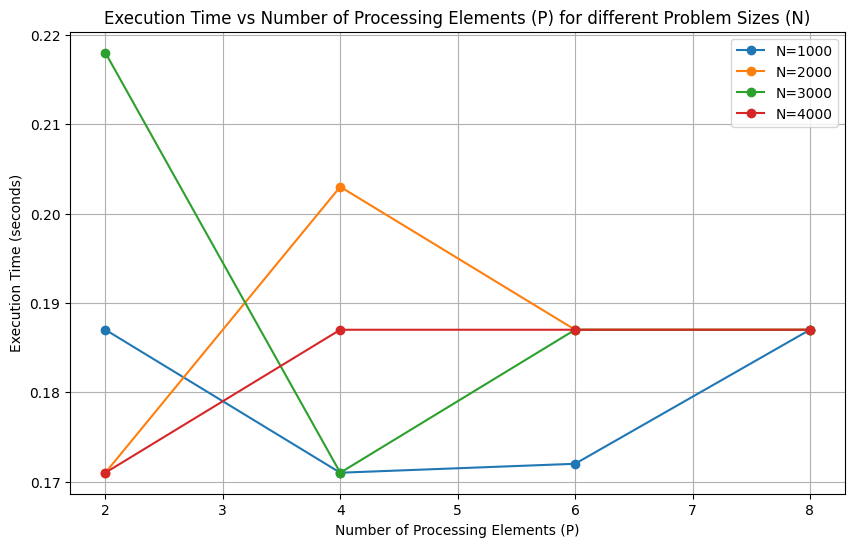 Execution Time vs Number of Processing Elements (P) for different Problem Sizes (N)
N=1000
N=2000
N=3000
N=4000
0.22
0.21
0.20
0.19
0.18
0.17
Execution Time (seconds)
2 3 4 5 6 7 8
Number of Processing Elements (P)